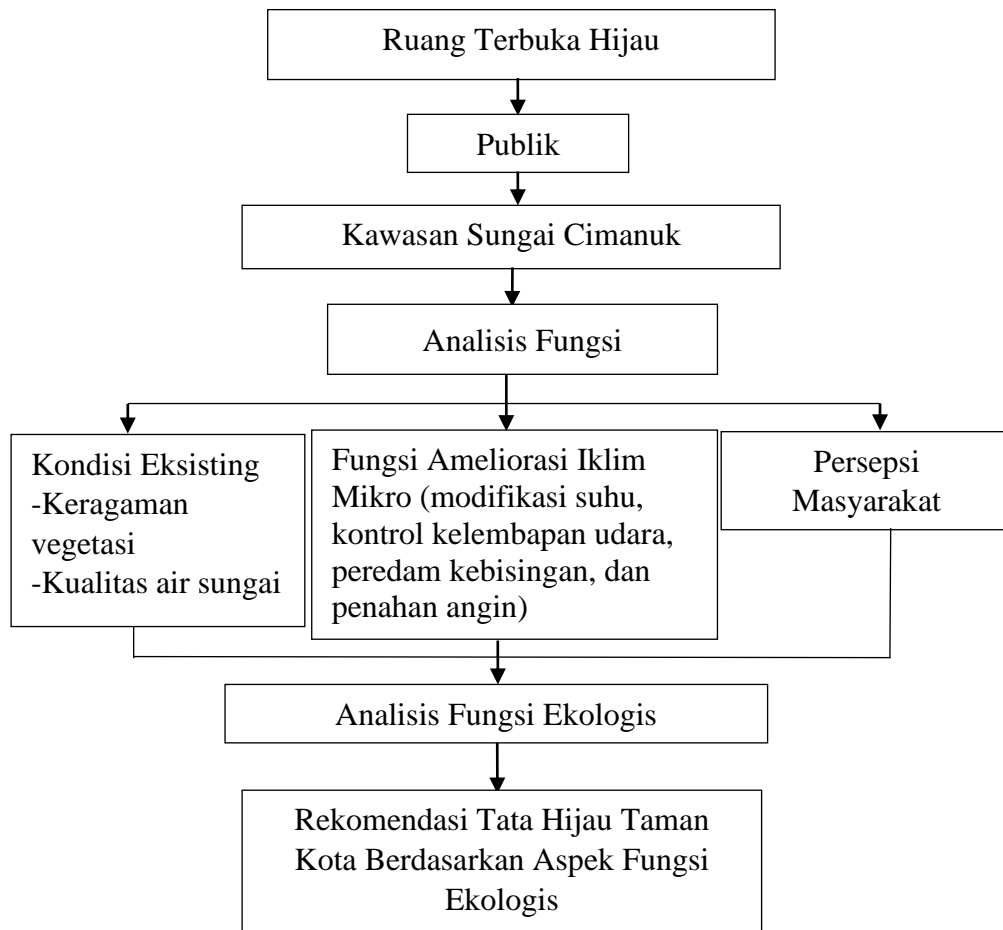 Ruang Terbuka Hijau
Publik
Kawasan Sungai Cimanuk
Analisis Fungsi
Kondisi Eksisting
-Keragaman
vegetasi
-Kualitas air sungai
Fungsi Ameliorasi Iklim
Mikro (modifikasi suhu,
kontrol kelembapan udara,
peredam kebisingan, dan
penahan angin)
Persepsi
Masyarakat
Analisis Fungsi Ekologis
Rekomendasi Tata Hijau Taman
Kota Berdasarkan Aspek Fungsi
Ekologis